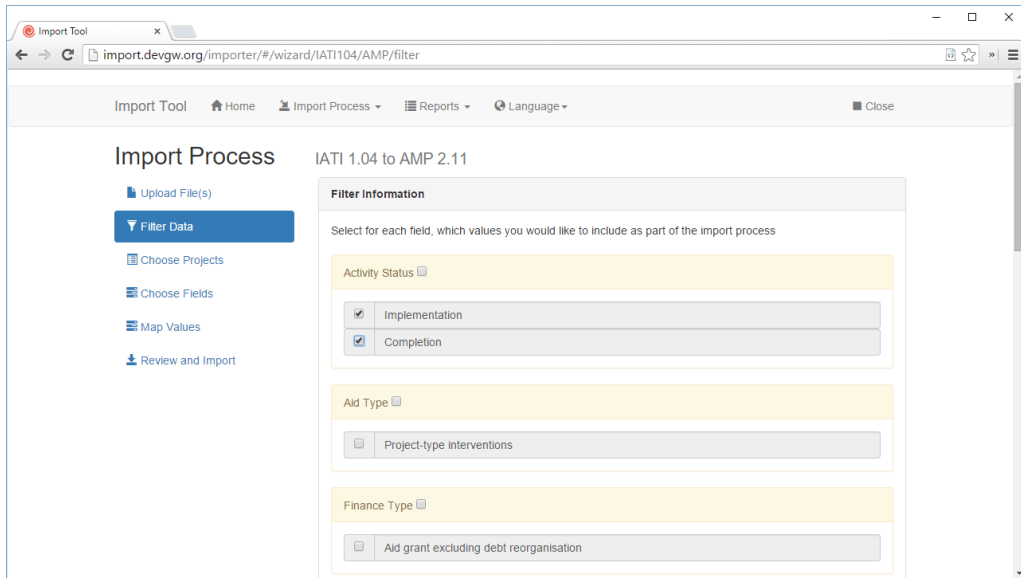 Import Tool
import.devgw.org/importer/#/wizard/IATI104/AMP/filter
Import Tool Home Import Process Reports Language Close
Import Process IATI 1.04 to AMP 2.11
Upload File(s)
Filter Data
Choose Projects
Choose Fields
Map Values
Review and Import
Filter Information
Select for each field, which values you would like to include as part of the import process
Activity Status
Implementation
Completion
Aid Type
Project-type interventions
Finance Type
Aid grant excluding debt reorganisation